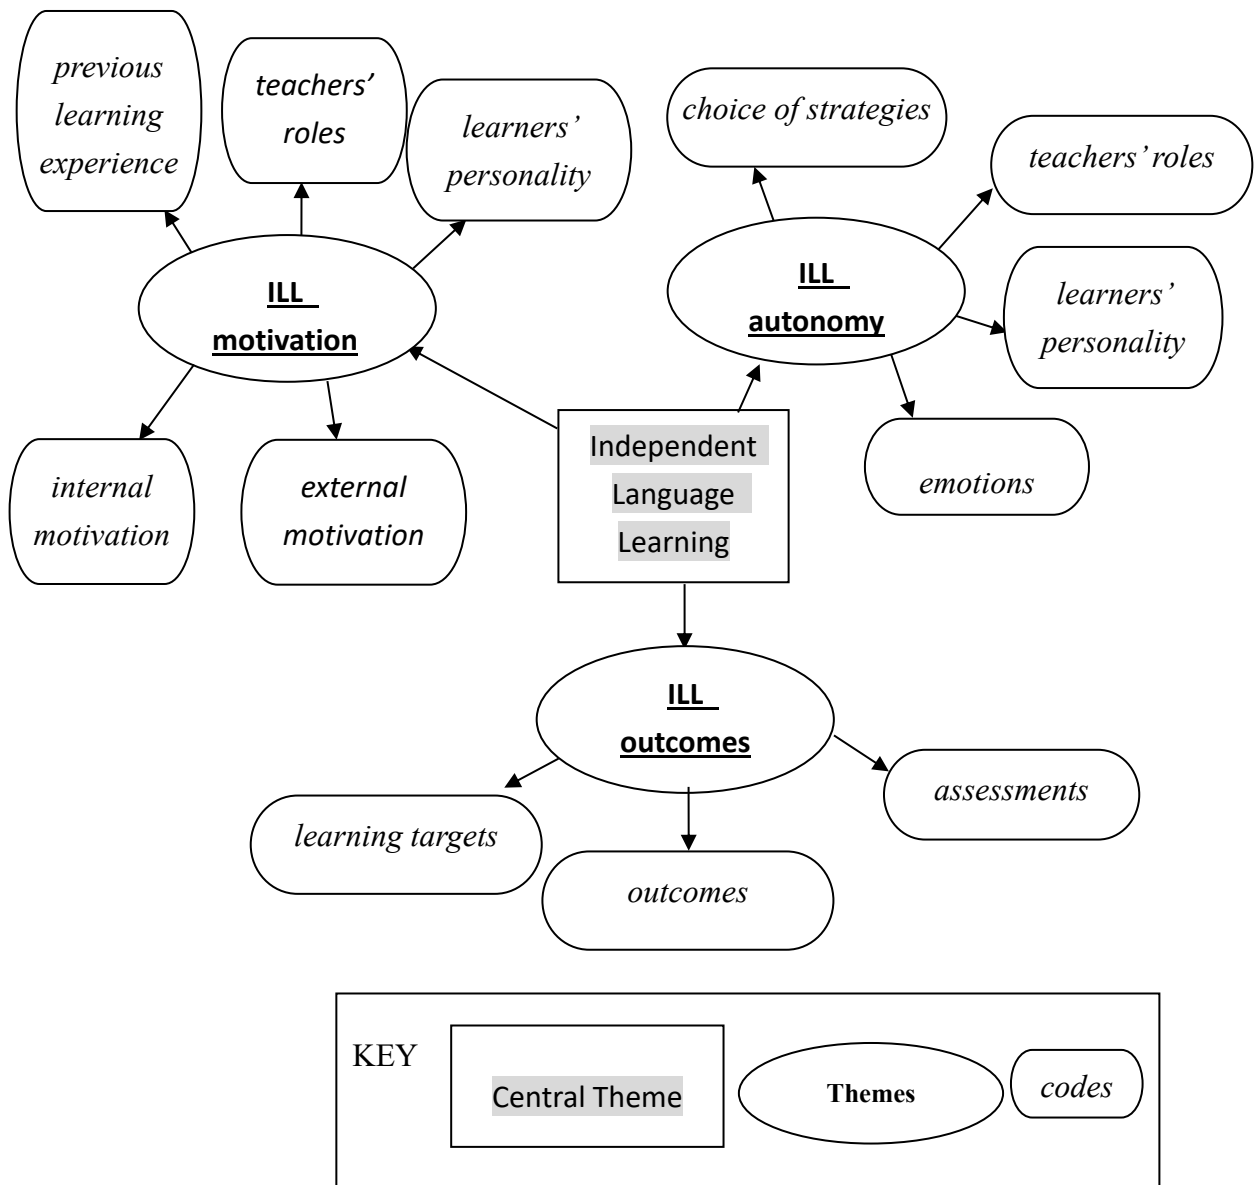 previous
learning
experience
teachers’
roles
learners’
personality
choice of strategies
teachers’ roles
ILL
motivation
ILL
autonomy
learners’
personality
internal
motivation
external
motivation
Independent
Language
Learning
emotions
ILL
outcomes
learning targets
outcomes
assessments
KEY
Central Theme
Themes
codes